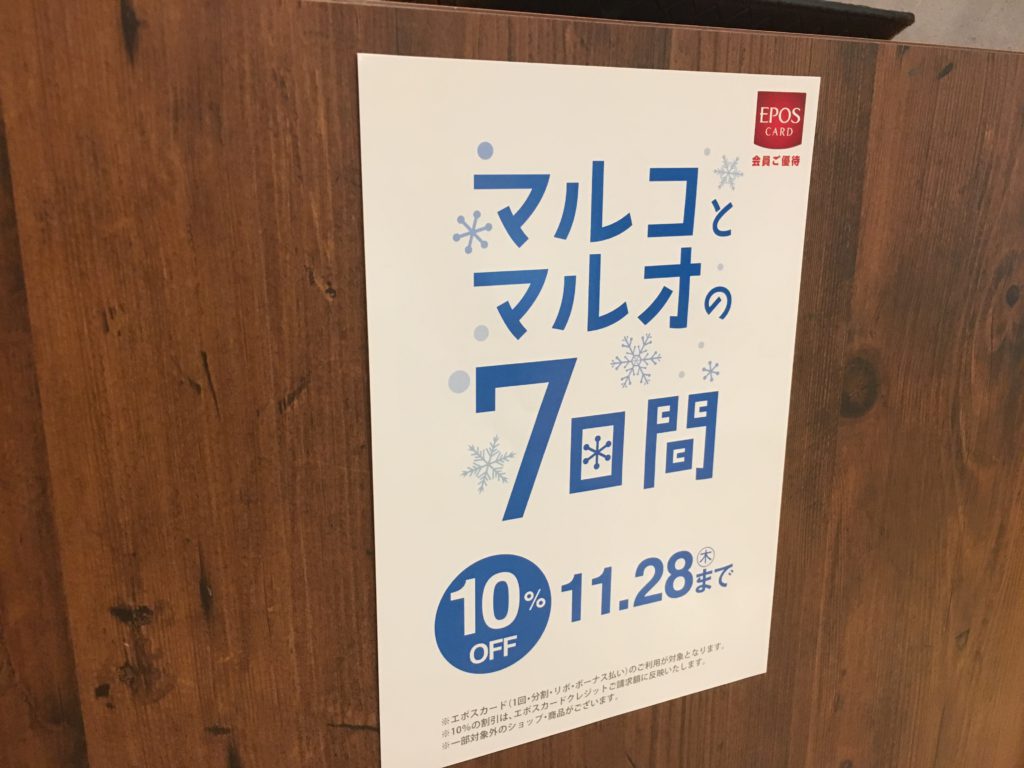 EPOS
CARD
会員ご優待
マルコと
マルオの
7日間
10%
OFF
11.28㊍まで
※エポスカード(1回・分割・リボ・ボーナス払い)のご利用が対象となります。
※10%の割引は、エポスカードクレジットご請求額に反映いたします。
※一部対象外のショップ・商品がございます。